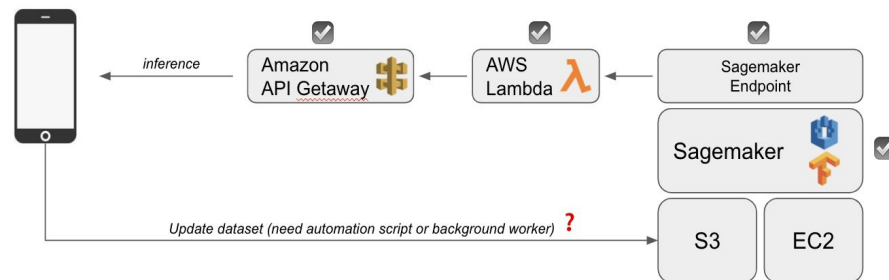 inference
Amazon
API Getaway
AWS
Lambda
Sagemaker
Endpoint
Sagemaker
Update dataset (need automation script or background worker) ?
S3
EC2